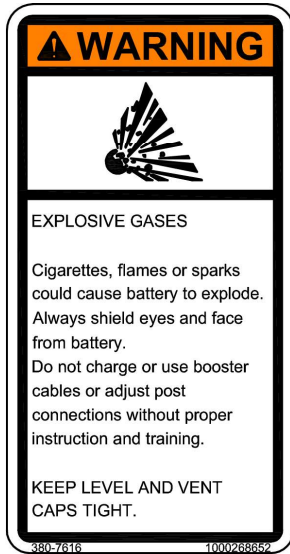 WARNING
EXPLOSIVE GASES
Cigarettes, flames or sparks
could cause battery to explode.
Always shield eyes and face
from battery.
Do not charge or use booster
cables or adjust post
connections without proper
instruction and training.
KEEP LEVEL AND VENT
CAPS TIGHT.
380-7616 1000268652